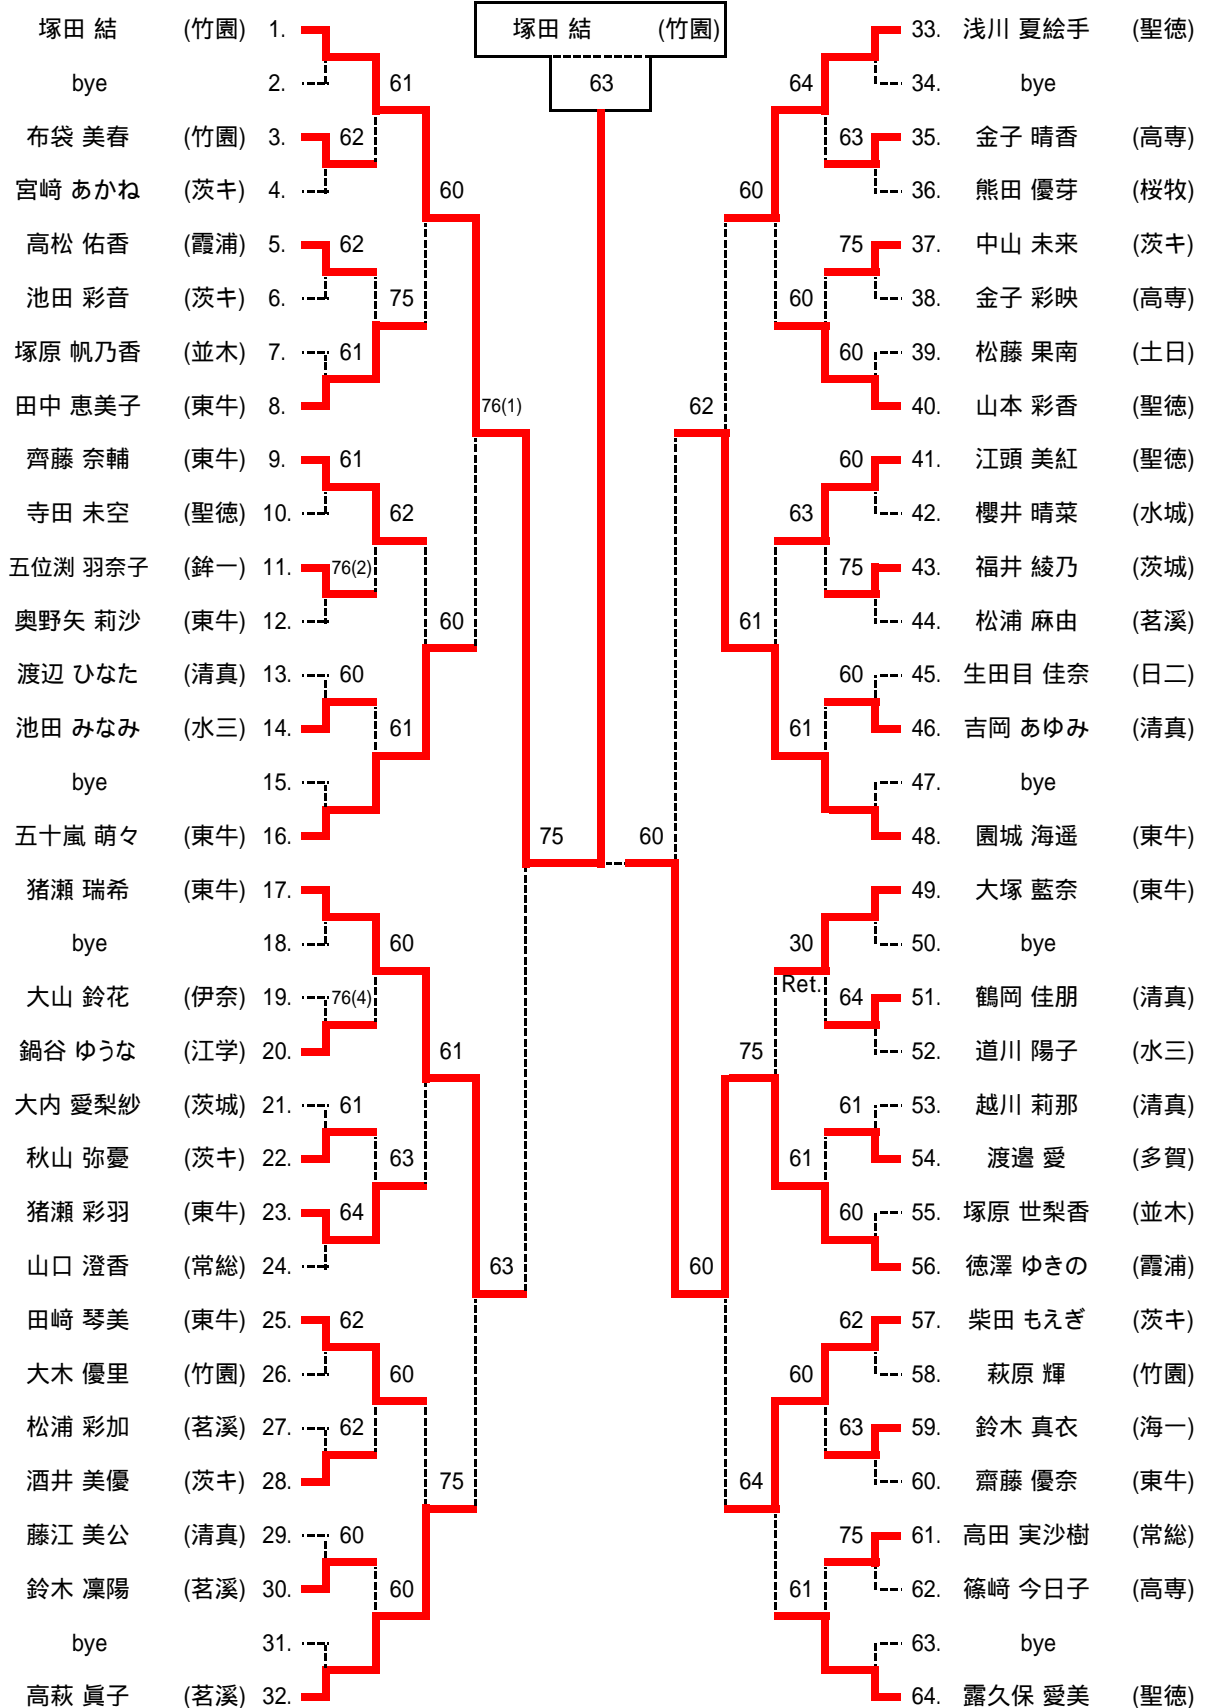 塚田 結 (竹園)
63
塚田 結 (竹園) 1.
bye 2.
61
布袋 美春 (竹園) 3.
62
宮﨑 あかね (茨キ) 4.
60
高松 佑香 (霞浦) 5.
62
池田 彩音 (茨キ) 6.
75
塚原 帆乃香 (並木) 7.
61
田中 恵美子 (東牛) 8.
76(1)
齊藤 奈輔 (東牛) 9.
61
寺田 未空 (聖徳) 10.
62
五位渕 羽奈子 (鉾一) 11.
76(2)
奥野矢 莉沙 (東牛) 12.
60
渡辺 ひなた (清真) 13.
60
池田 みなみ (水三) 14.
61
bye 15.
五十嵐 萌々 (東牛) 16.
75
猪瀬 瑞希 (東牛) 17.
bye 18.
60
大山 鈴花 (伊奈) 19.
76(4)
鍋谷 ゆうな (江学) 20.
61
大内 愛梨紗 (茨城) 21.
61
秋山 弥憂 (茨キ) 22.
63
猪瀬 彩羽 (東牛) 23.
64
山口 澄香 (常総) 24.
63
田﨑 琴美 (東牛) 25.
62
大木 優里 (竹園) 26.
60
松浦 彩加 (茗溪) 27.
62
酒井 美優 (茨キ) 28.
75
藤江 美公 (清真) 29.
60
鈴木 凜陽 (茗溪) 30.
60
bye 31.
高萩 眞子 (茗溪) 32.
33. 浅川 夏絵手 (聖徳)
64
34. bye
63
35. 金子 晴香 (高専)
60
36. 熊田 優芽 (桜牧)
75
37. 中山 未来 (茨キ)
60
38. 金子 彩映 (高専)
60
39. 松藤 果南 (土日)
62
40. 山本 彩香 (聖徳)
60
41. 江頭 美紅 (聖徳)
63
42. 櫻井 晴菜 (水城)
75
43. 福井 綾乃 (茨城)
61
44. 松浦 麻由 (茗溪)
60
45. 生田目 佳奈 (日二)
61
46. 吉岡 あゆみ (清真)
47. bye
60
48. 園城 海遥 (東牛)
49. 大塚 藍奈 (東牛)
30
Ret.
50. bye
64
51. 鶴岡 佳朋 (清真)
75
52. 道川 陽子 (水三)
61
53. 越川 莉那 (清真)
61
54. 渡邉 愛 (多賀)
60
55. 塚原 世梨香 (並木)
60
56. 徳澤 ゆきの (霞浦)
62
57. 柴田 もえぎ (茨キ)
60
58. 萩原 輝 (竹園)
63
59. 鈴木 真衣 (海一)
64
60. 齋藤 優奈 (東牛)
75
61. 高田 実沙樹 (常総)
61
62. 篠﨑 今日子 (高専)
63. bye
64. 露久保 愛美 (聖徳)